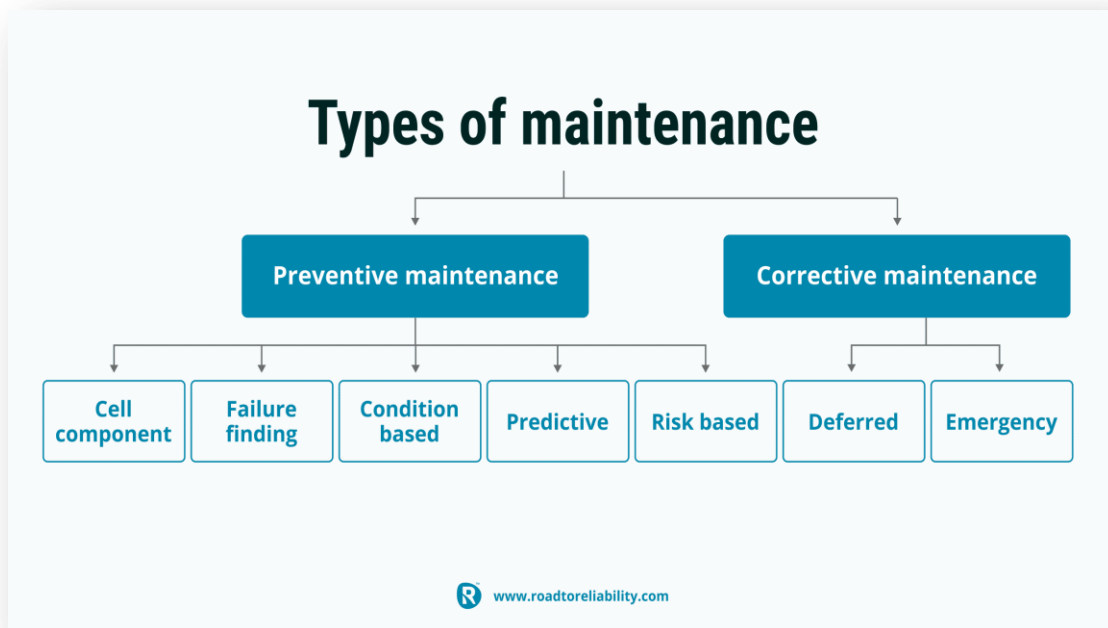 Types of maintenance
Preventive maintenance
Corrective maintenance
Cell
component
Failure
finding
Condition
based
Predictive
Risk based
Deferred
Emergency
R
www.roadtoreliability.com